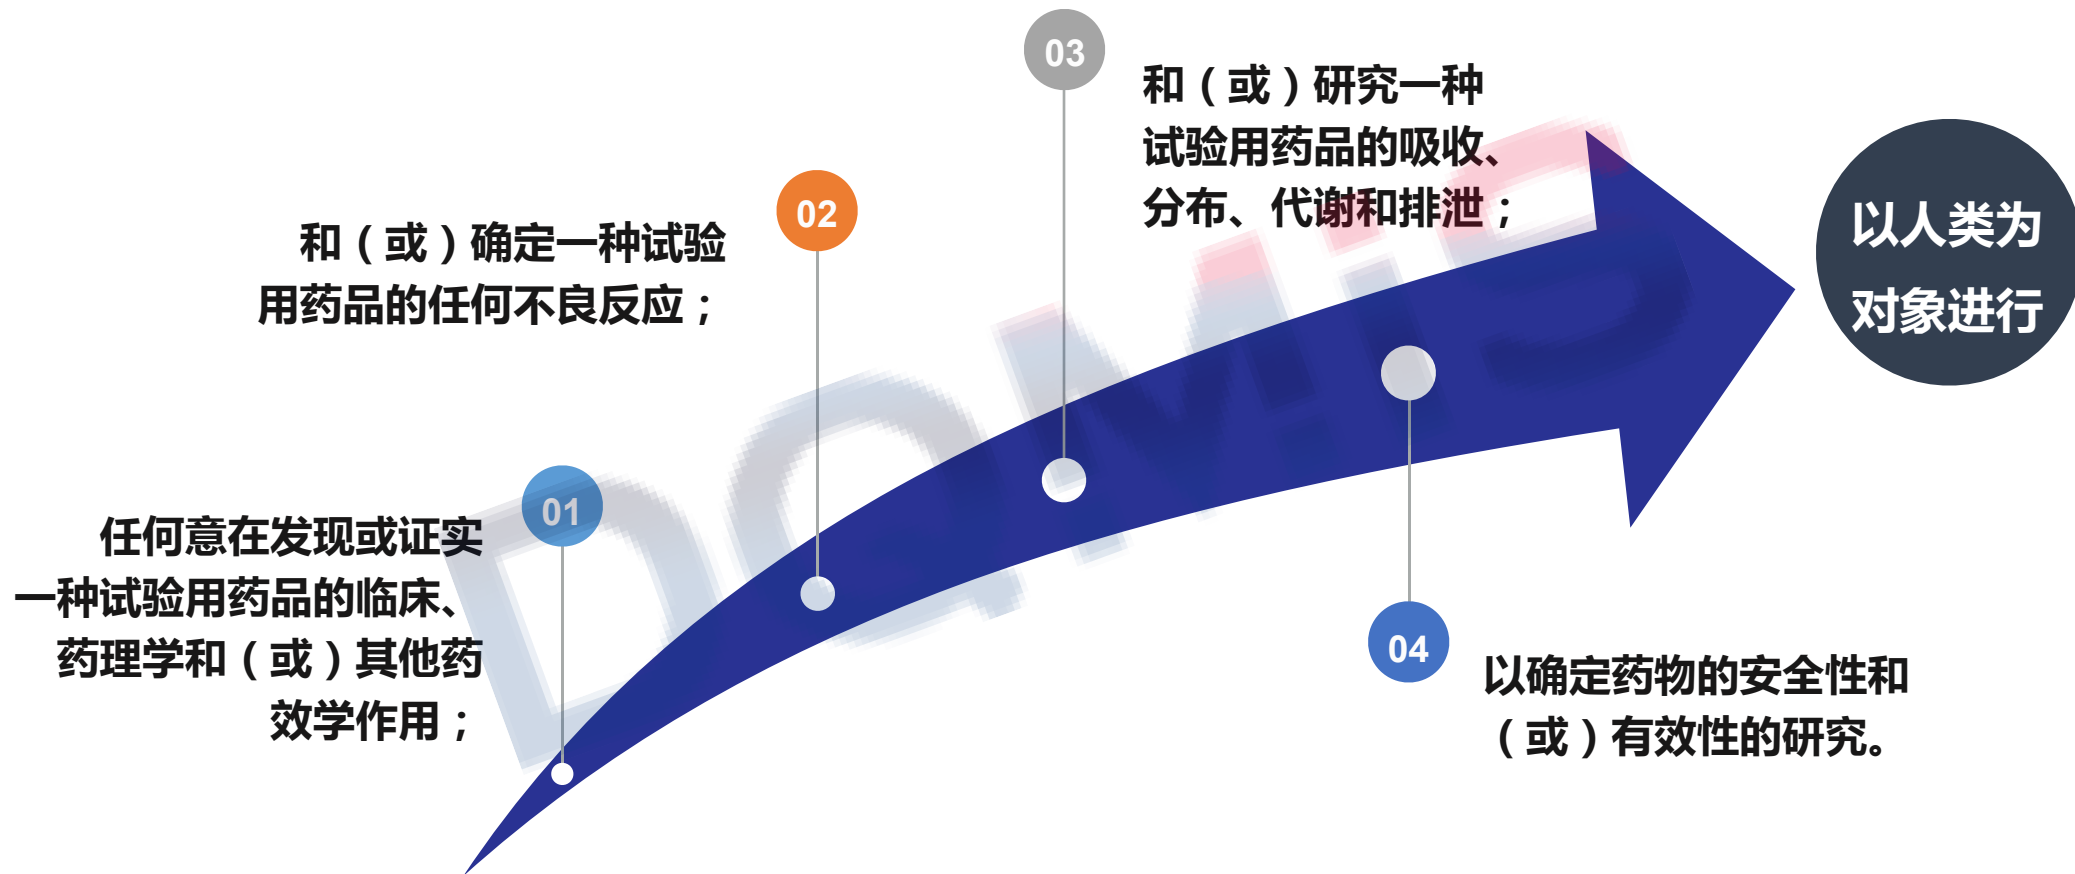 01
任何意在发现或证实
一种试验用药品的临床、
药理学和（或）其他药
效学作用；
02
和（或）确定一种试验
用药品的任何不良反应；
03
和（或）研究一种
试验用药品的吸收、
分布、代谢和排泄；
04
以确定药物的安全性和
（或）有效性的研究。
以人类为
对象进行
DQMiS